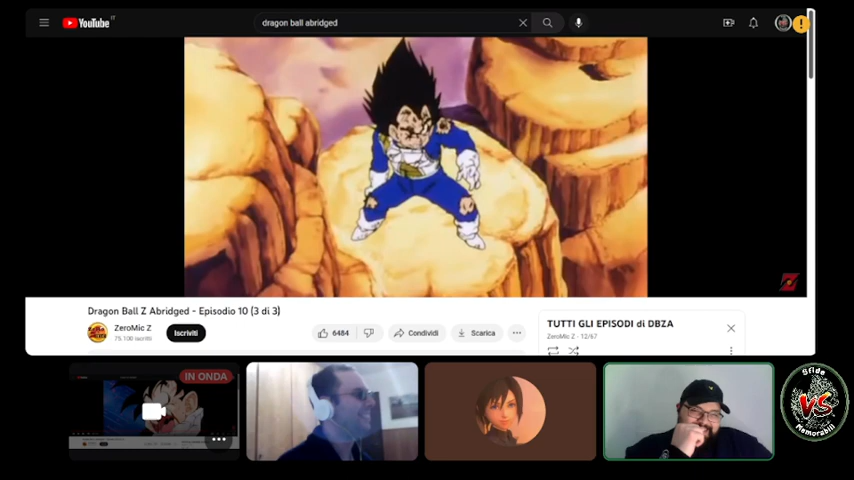 YouTube IT
dragon ball abridged
Dragon Ball Z Abridged - Episodio 10 (3 di 3)
ZeroMic Z
75.100 iscritti
Iscriviti
6484
Condividi
Scarica
TUTTI GLI EPISODI di DBZA
ZeroMic Z - 12/67
IN ONDA
Sfide
VS
Memorabili